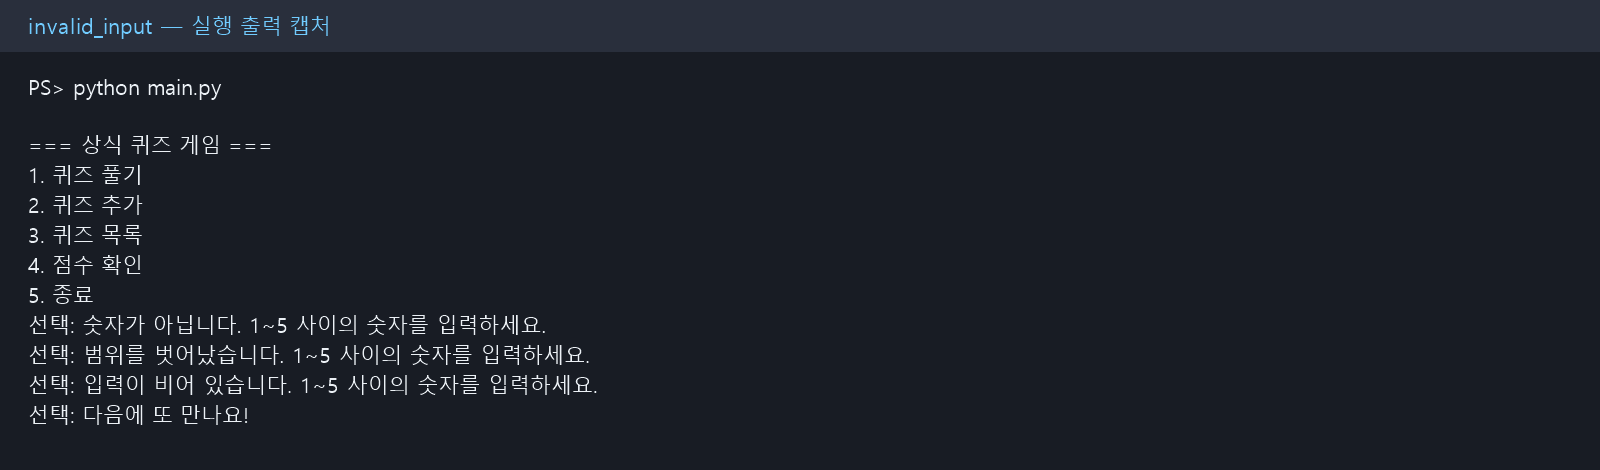 invalid_input — 실행 출력 캡처
PS> python main.py
=== 상식 퀴즈 게임 ===
1. 퀴즈 풀기
2. 퀴즈 추가
3. 퀴즈 목록
4. 점수 확인
5. 종료
선택: 숫자가 아닙니다. 1~5 사이의 숫자를 입력하세요.
선택: 범위를 벗어났습니다. 1~5 사이의 숫자를 입력하세요.
선택: 입력이 비어 있습니다. 1~5 사이의 숫자를 입력하세요.
선택: 다음에 또 만나요!